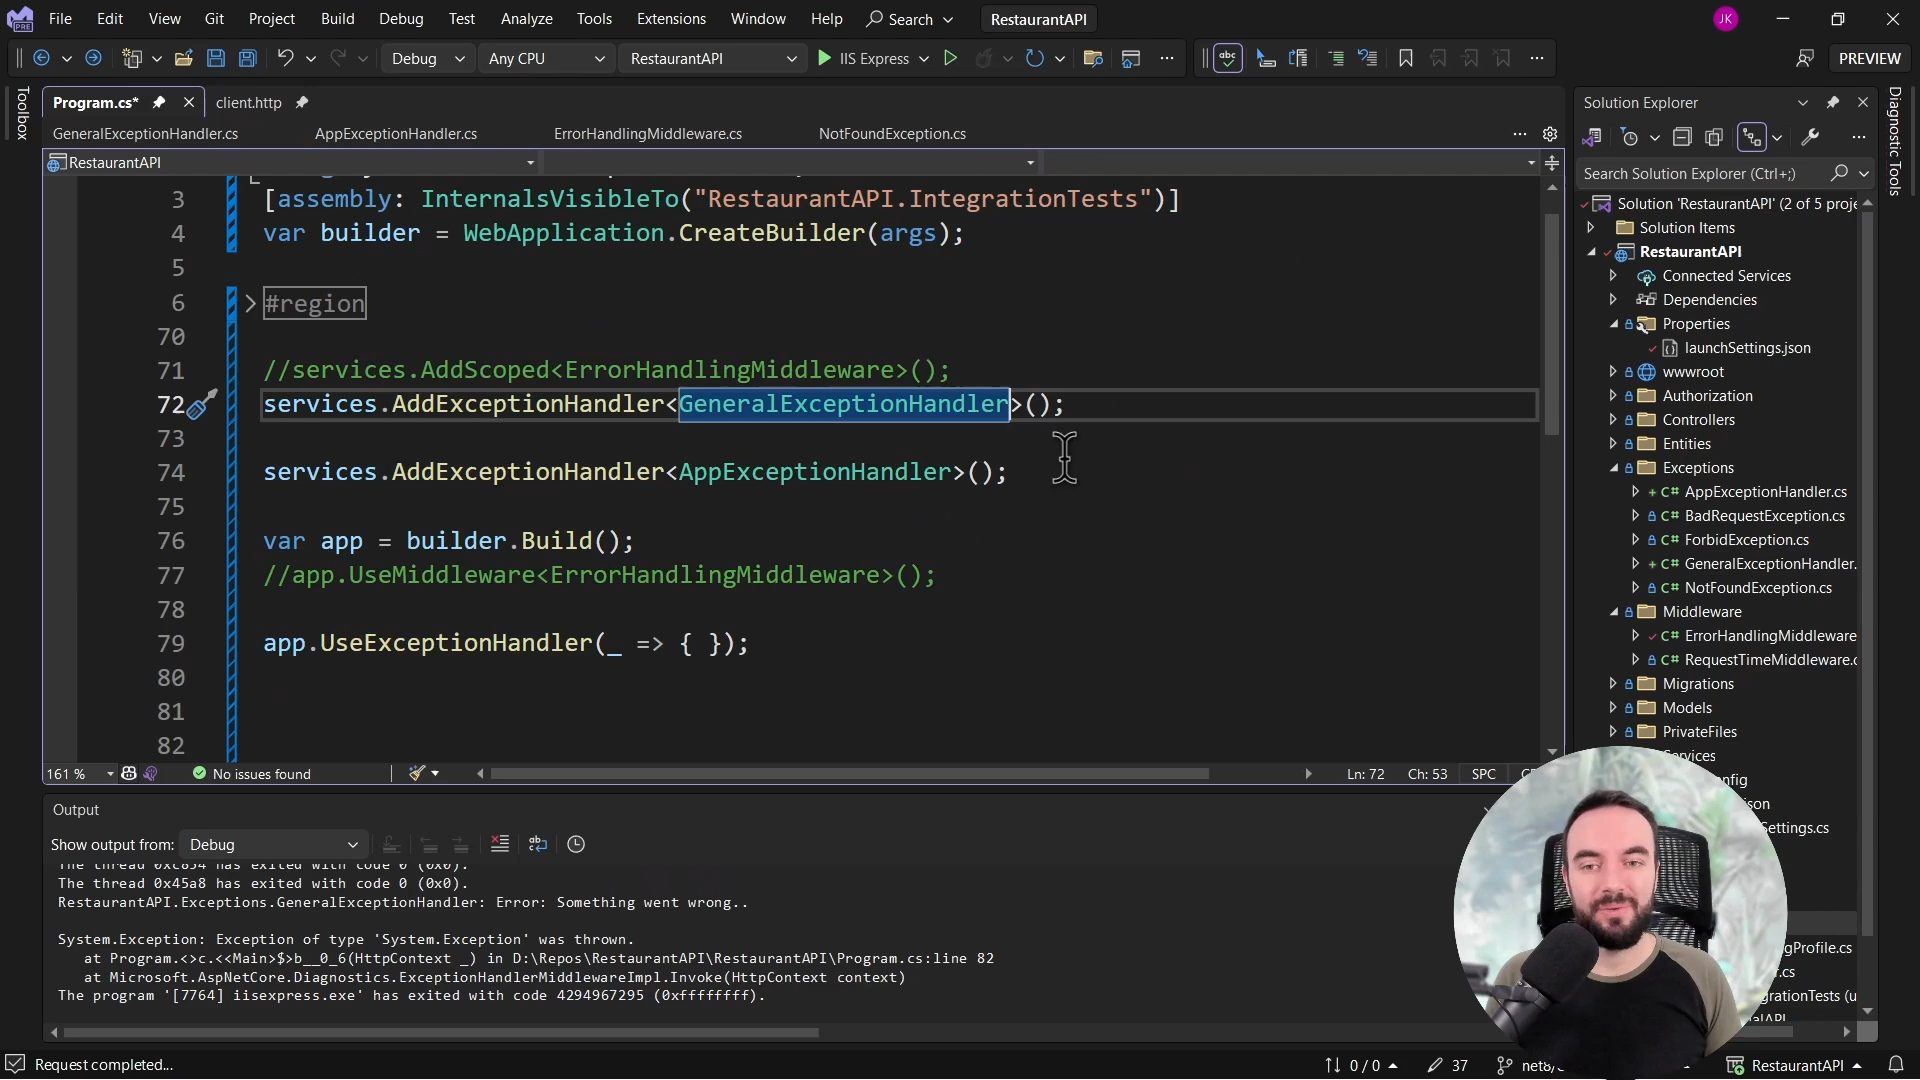 File Edit View Git Project Build Debug Test Analyze Tools Extensions Window Help Search RestaurantAPI JK
Debug Any CPU RestaurantAPI IIS Express PREVIEW
Toolbox
Program.cs* client.http
GeneralExceptionHandler.cs AppExceptionHandler.cs ErrorHandlingMiddleware.cs NotFoundException.cs
RestaurantAPI
3 [assembly: InternalsVisibleTo("RestaurantAPI.IntegrationTests")]
4 var builder = WebApplication.CreateBuilder(args);
5
6 #region
70
71 //services.AddScoped<ErrorHandlingMiddleware>();
72 services.AddExceptionHandler<GeneralExceptionHandler>();
73
74 services.AddExceptionHandler<AppExceptionHandler>();
75
76 var app = builder.Build();
77 //app.UseMiddleware<ErrorHandlingMiddleware>();
78
79 app.UseExceptionHandler(_ => { });
80
81
82
161 % No issues found Ln: 72 Ch: 53 SPC
Output
Show output from: Debug
The thread 0x45a8 has exited with code 0 (0x0).
RestaurantAPI.Exceptions.GeneralExceptionHandler: Error: Something went wrong..
System.Exception: Exception of type 'System.Exception' was thrown.
at Program.<>c.<<Main>$>b__0_6(HttpContext _) in D:\Repos\RestaurantAPI\RestaurantAPI\Program.cs:line 82
at Microsoft.AspNetCore.Diagnostics.ExceptionHandlerMiddlewareImpl.Invoke(HttpContext context)
The program '[7764] iisexpress.exe' has exited with code 4294967295 (0xffffffff).
Solution Explorer
Search Solution Explorer (Ctrl+;)
Solution 'RestaurantAPI' (2 of 5 proje
Solution Items
RestaurantAPI
Connected Services
Dependencies
Properties
launchSettings.json
wwwroot
Authorization
Controllers
Entities
Exceptions
AppExceptionHandler.cs
BadRequestException.cs
ForbidException.cs
GeneralExceptionHandler.
NotFoundException.cs
Middleware
ErrorHandlingMiddleware
RequestTimeMiddleware.c
Migrations
Models
PrivateFiles
Diagnostic Tools
Request completed... 0 / 0 37 RestaurantAPI